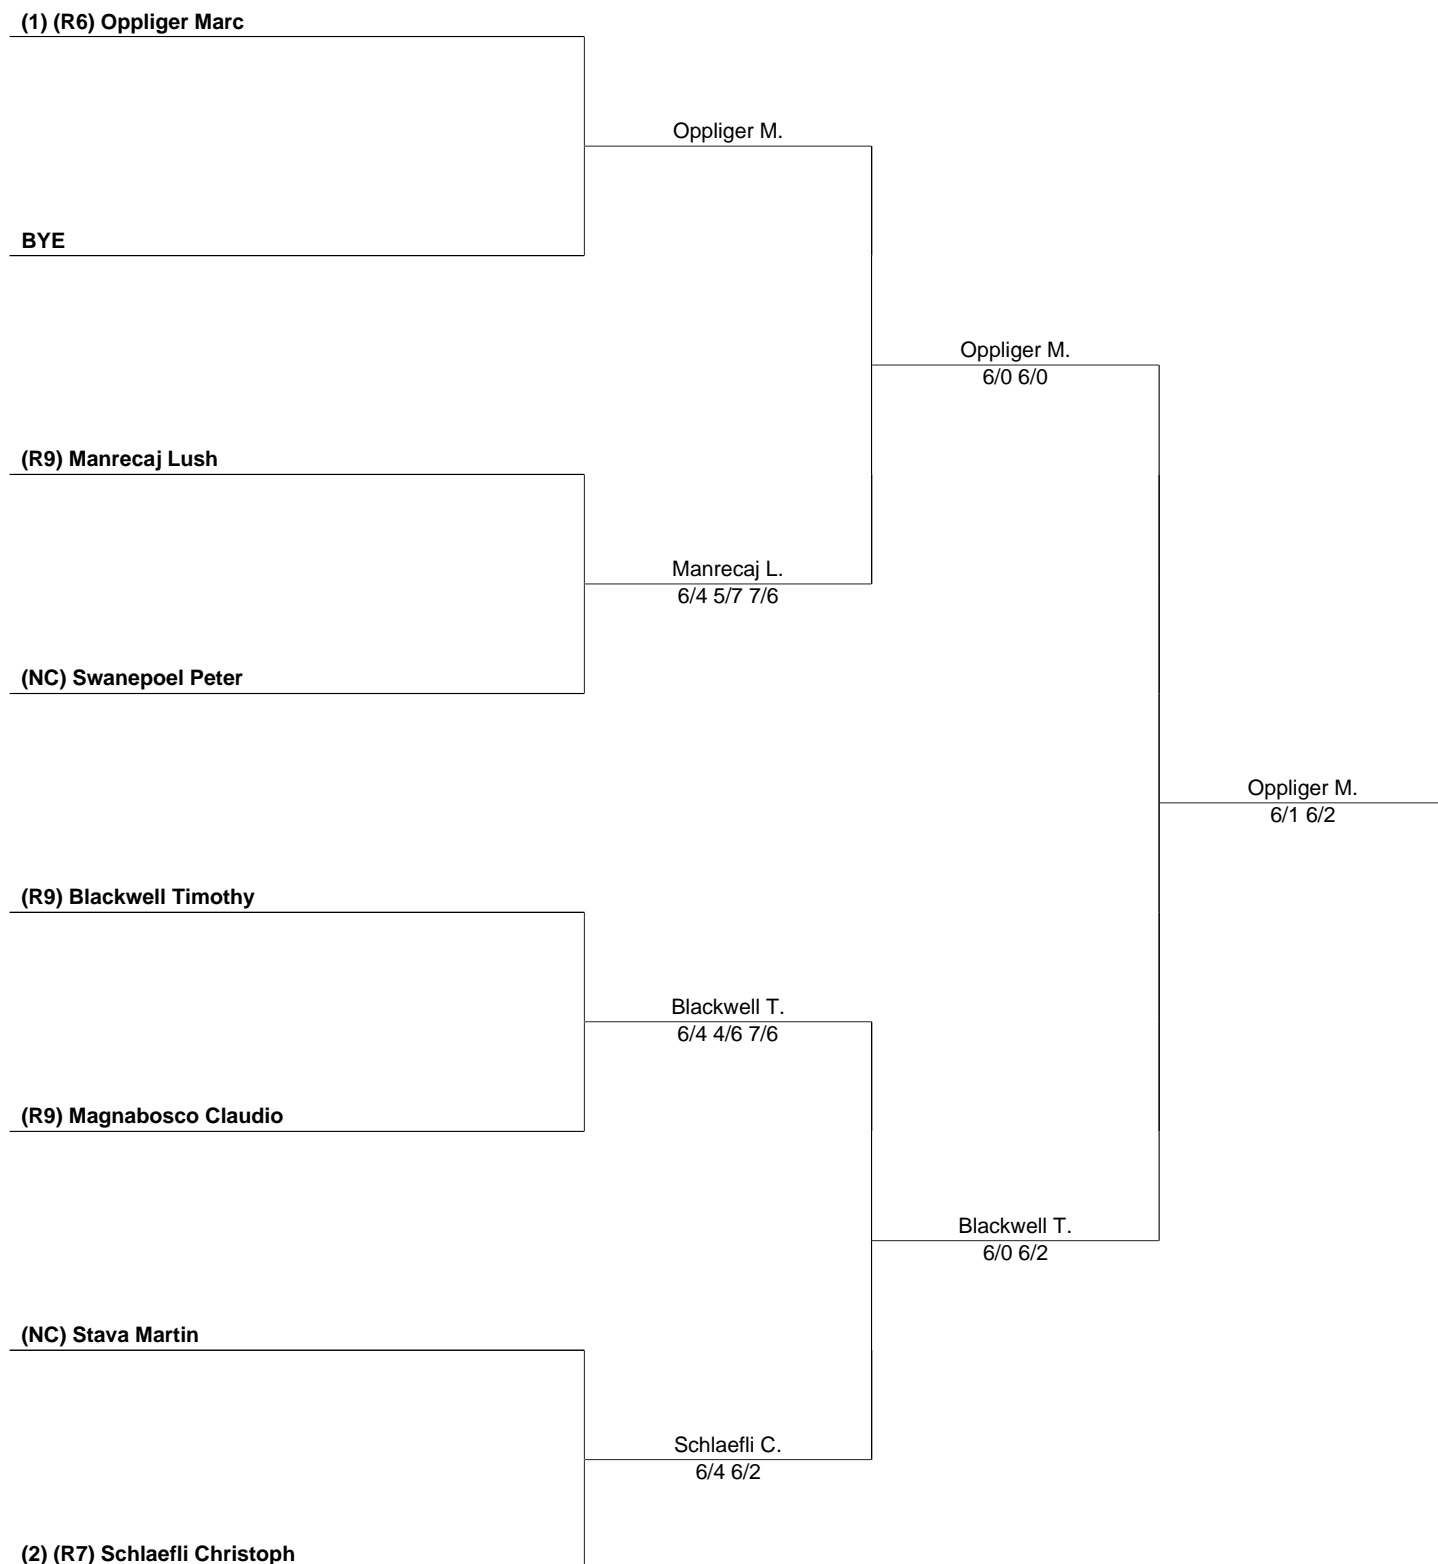 (1) (R6) Oppliger Marc
Oppliger M.
BYE
Oppliger M.
6/0 6/0
(R9) Manrecaj Lush
Manrecaj L.
6/4 5/7 7/6
(NC) Swanepoel Peter
Oppliger M.
6/1 6/2
(R9) Blackwell Timothy
Blackwell T.
6/4 4/6 7/6
(R9) Magnabosco Claudio
Blackwell T.
6/0 6/2
(NC) Stava Martin
Schlaefli C.
6/4 6/2
(2) (R7) Schlaefli Christoph